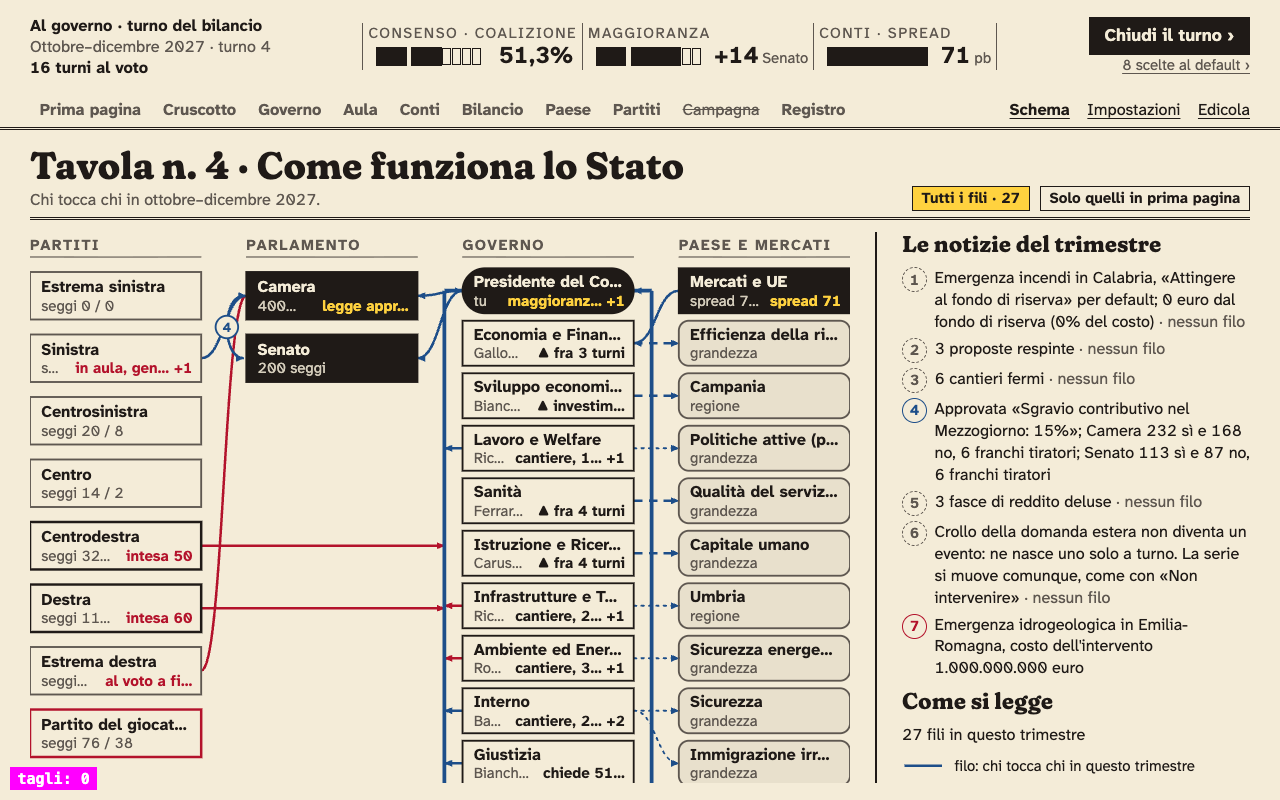 Al governo · turno del bilancio
Ottobre–dicembre 2027 · turno 4
16 turni al voto
CONSENSO · COALIZIONE
51,3%
MAGGIORANZA
+14 Senato
CONTI · SPREAD
71 pb
Chiudi il turno ›
8 scelte al default ›
Prima pagina Cruscotto Governo Aula Conti Bilancio Paese Partiti Campagna Registro
Schema Impostazioni Edicola
Tavola n. 4 · Come funziona lo Stato
Chi tocca chi in ottobre–dicembre 2027.
Tutti i fili · 27
Solo quelli in prima pagina
PARTITI
Estrema sinistra
seggi 0 / 0
Sinistra
s... in aula, gen... +1
Centrosinistra
seggi 20 / 8
Centro
seggi 14 / 2
Centrodestra
seggi 32... intesa 50
Destra
seggi 11... intesa 60
Estrema destra
seggi... al voto a fi...
Partito del giocat...
seggi 76 / 38
4
PARLAMENTO
Camera
400... legge appr...
Senato
200 seggi
GOVERNO
Presidente del Co...
tu maggioranz... +1
Economia e Finan...
Gallo... ▲ fra 3 turni
Sviluppo economi...
Bianc... ▲ investim...
Lavoro e Welfare
Ric... cantiere, 1... +1
Sanità
Ferrar... ▲ fra 4 turni
Istruzione e Ricer...
Carus... ▲ fra 4 turni
Infrastrutture e T...
Ric... cantiere, 2... +1
Ambiente ed Ener...
Ro... cantiere, 3... +1
Interno
Ba... cantiere, 2... +2
Giustizia
Bianch... chiede 51...
PAESE E MERCATI
Mercati e UE
spread 7... spread 71
Efficienza della ri...
grandezza
Campania
regione
Politiche attive (p...
grandezza
Qualità del serviz...
grandezza
Capitale umano
grandezza
Umbria
regione
Sicurezza energe...
grandezza
Sicurezza
grandezza
Immigrazione irr...
grandezza
Le notizie del trimestre
1 Emergenza incendi in Calabria, «Attingere
al fondo di riserva» per default; 0 euro dal
fondo di riserva (0% del costo) · nessun filo
2 3 proposte respinte · nessun filo
3 6 cantieri fermi · nessun filo
4 Approvata «Sgravio contributivo nel
Mezzogiorno: 15%»; Camera 232 sì e 168
no, 6 franchi tiratori; Senato 113 sì e 87 no,
6 franchi tiratori
5 3 fasce di reddito deluse · nessun filo
6 Crollo della domanda estera non diventa un
evento: ne nasce uno solo a turno. La serie
si muove comunque, come con «Non
intervenire» · nessun filo
7 Emergenza idrogeologica in Emilia-
Romagna, costo dell'intervento
1.000.000.000 euro
Come si legge
27 fili in questo trimestre
filo: chi tocca chi in questo trimestre
tagli: 0